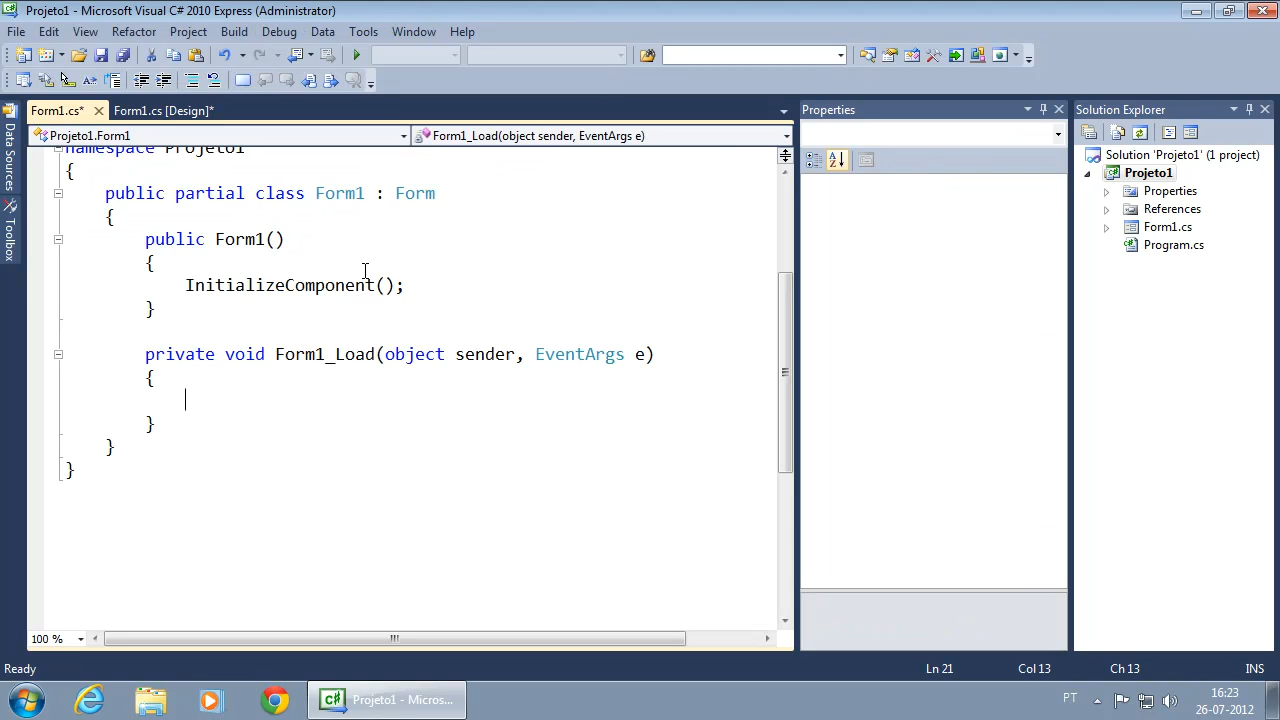 Projeto1 - Microsoft Visual C# 2010 Express (Administrator)
File Edit View Refactor Project Build Debug Data Tools Window Help
Form1.cs* Form1.cs [Design]*
Projeto1.Form1 Form1_Load(object sender, EventArgs e)
namespace Projeto1
{
public partial class Form1 : Form
{
public Form1()
{
InitializeComponent();
}
private void Form1_Load(object sender, EventArgs e)
{
}
}
}
100 %
Data Sources
Toolbox
Properties
Solution Explorer
Solution 'Projeto1' (1 project)
Projeto1
Properties
References
Form1.cs
Program.cs
Ready Ln 21 Col 13 Ch 13 INS
Projeto1 - Micros...
PT
16:23
26-07-2012